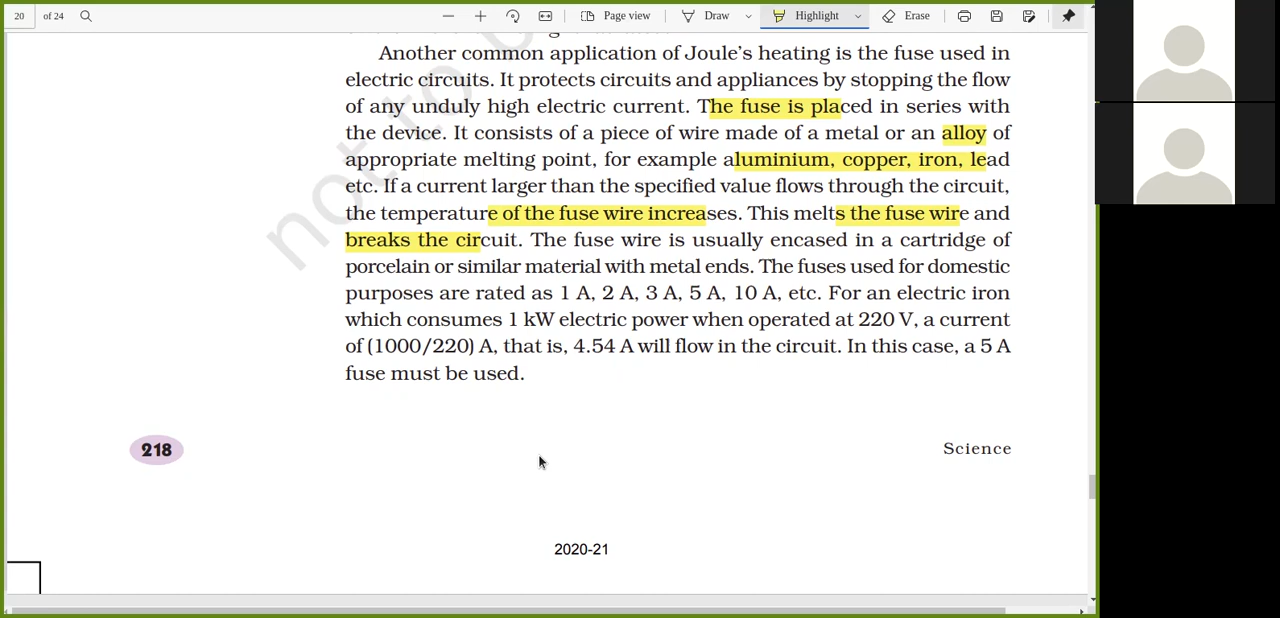 20 of 24 Page view Draw Highlight Erase
Another common application of Joule's heating is the fuse used in
electric circuits. It protects circuits and appliances by stopping the flow
of any unduly high electric current. The fuse is placed in series with
the device. It consists of a piece of wire made of a metal or an alloy of
appropriate melting point, for example aluminium, copper, iron, lead
etc. If a current larger than the specified value flows through the circuit,
the temperature of the fuse wire increases. This melts the fuse wire and
breaks the circuit. The fuse wire is usually encased in a cartridge of
porcelain or similar material with metal ends. The fuses used for domestic
purposes are rated as 1 A, 2 A, 3 A, 5 A, 10 A, etc. For an electric iron
which consumes 1 kW electric power when operated at 220 V, a current
of (1000/220) A, that is, 4.54 A will flow in the circuit. In this case, a 5 A
fuse must be used.
not to
218 Science
2020-21